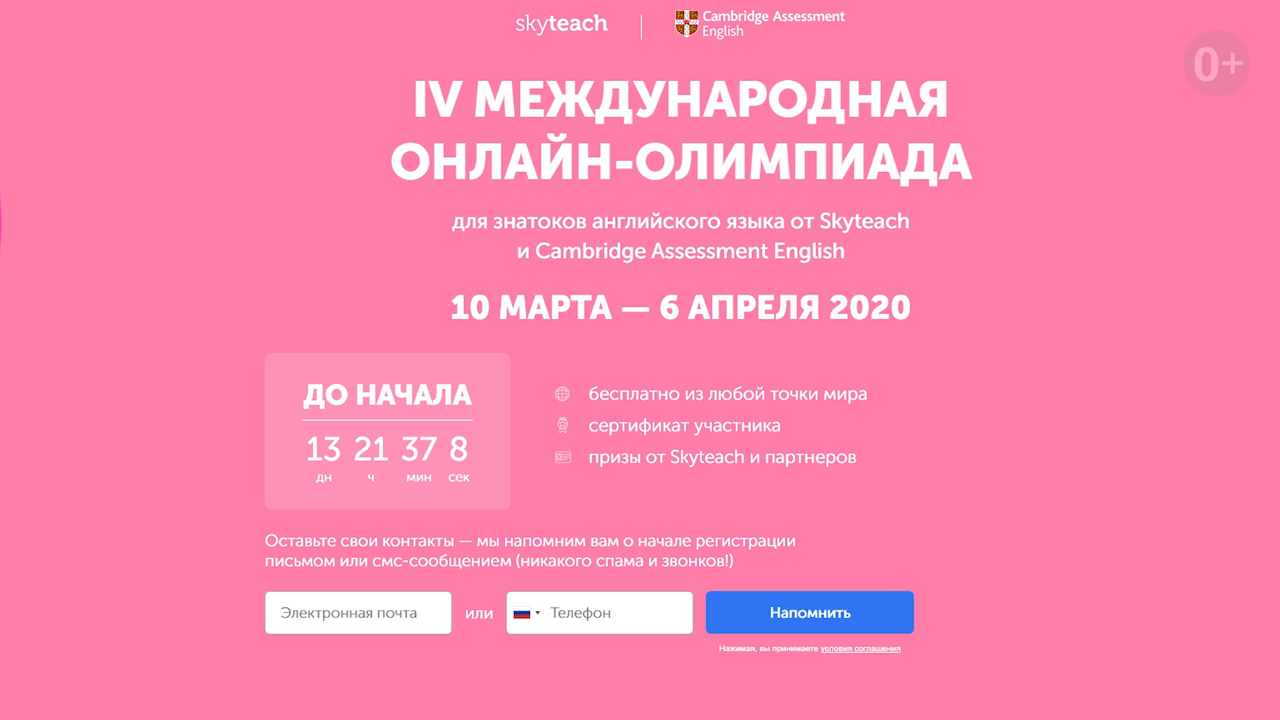 skyteach
Cambridge Assessment
English
0+
IV МЕЖДУНАРОДНАЯ
ОНЛАЙН-ОЛИМПИАДА
для знатоков английского языка от Skyteach
и Cambridge Assessment English
10 МАРТА — 6 АПРЕЛЯ 2020
ДО НАЧАЛА
13 21 37 8
дн ч мин сек
бесплатно из любой точки мира
сертификат участника
призы от Skyteach и партнеров
Оставьте свои контакты — мы напомним вам о начале регистрации
письмом или смс-сообщением (никакого спама и звонков!)
Электронная почта или Телефон Напомнить
Нажимая, вы принимаете условия соглашения